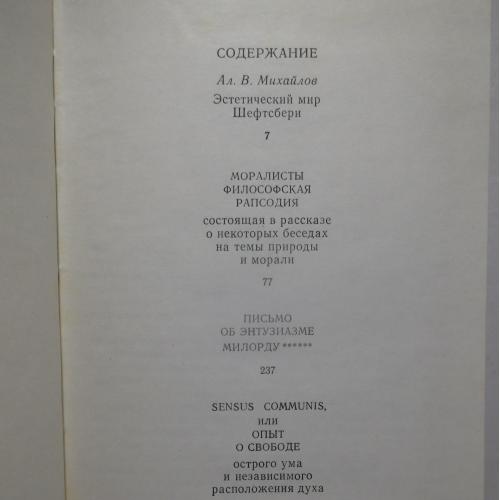 СОДЕРЖАНИЕ
Ал. В. Михайлов
Эстетический мир
Шефтсбери
7
МОРАЛИСТЫ
ФИЛОСОФСКАЯ
РАПСОДИЯ
состоящая в рассказе
о некоторых беседах
на темы природы
и морали
77
ПИСЬМО
ОБ ЭНТУЗИАЗМЕ
МИЛОРДУ ******
237
SENSUS COMMUNIS,
или
ОПЫТ
О СВОБОДЕ
острого ума
и независимого
расположения духа